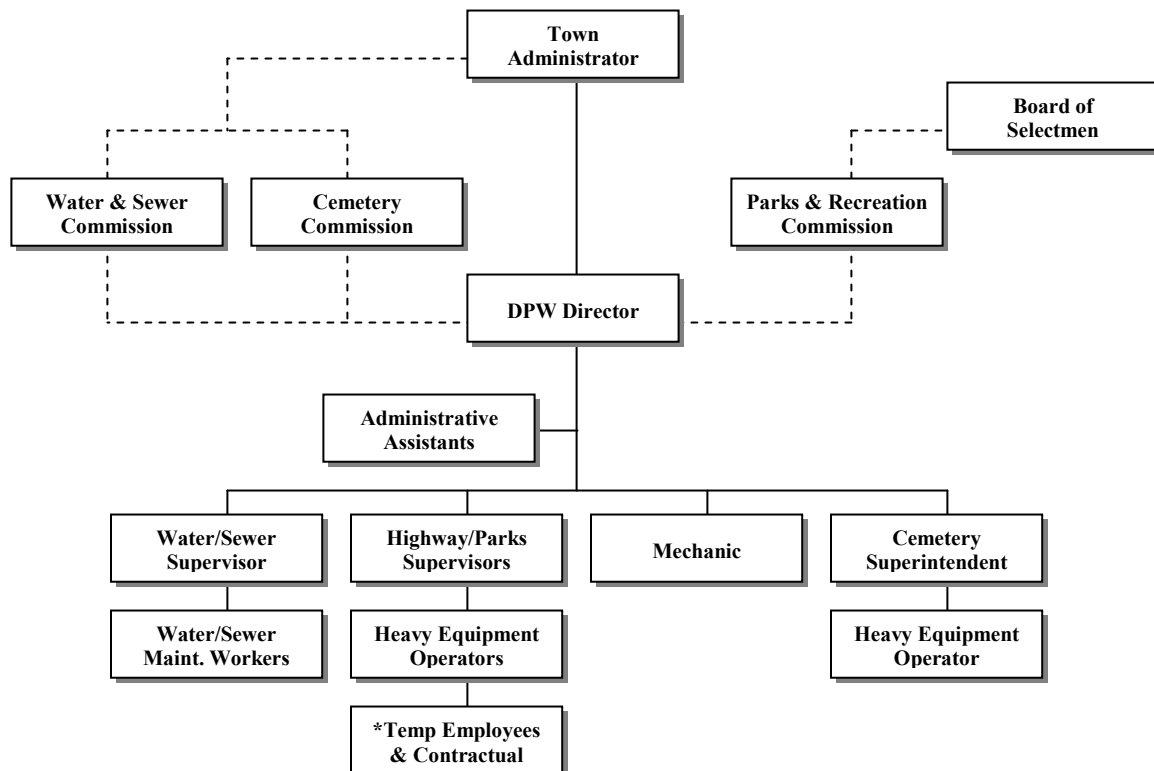 Town
Administrator
Board of
Selectmen
Water & Sewer
Commission
Cemetery
Commission
Parks & Recreation
Commission
DPW Director
Administrative
Assistants
Water/Sewer
Supervisor
Highway/Parks
Supervisors
Mechanic
Cemetery
Superintendent
Water/Sewer
Maint. Workers
Heavy Equipment
Operators
Heavy Equipment
Operator
*Temp Employees
& Contractual